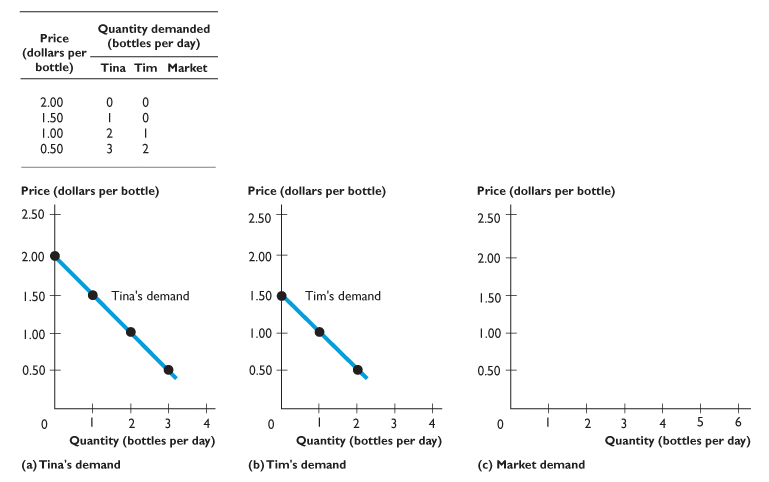 Quantity demanded
Price (bottles per day)
(dollars per
bottle) Tina Tim Market
2.00 0 0
1.50 1 0
1.00 2 1
0.50 3 2
Price (dollars per bottle)
2.50
2.00
1.50 Tina's demand
1.00
0.50
0 1 2 3 4
Quantity (bottles per day)
(a) Tina's demand
Price (dollars per bottle)
2.50
2.00
1.50 Tim's demand
1.00
0.50
0 1 2 3 4
Quantity (bottles per day)
(b) Tim's demand
Price (dollars per bottle)
2.50
2.00
1.50
1.00
0.50
0 1 2 3 4 5 6
Quantity (bottles per day)
(c) Market demand